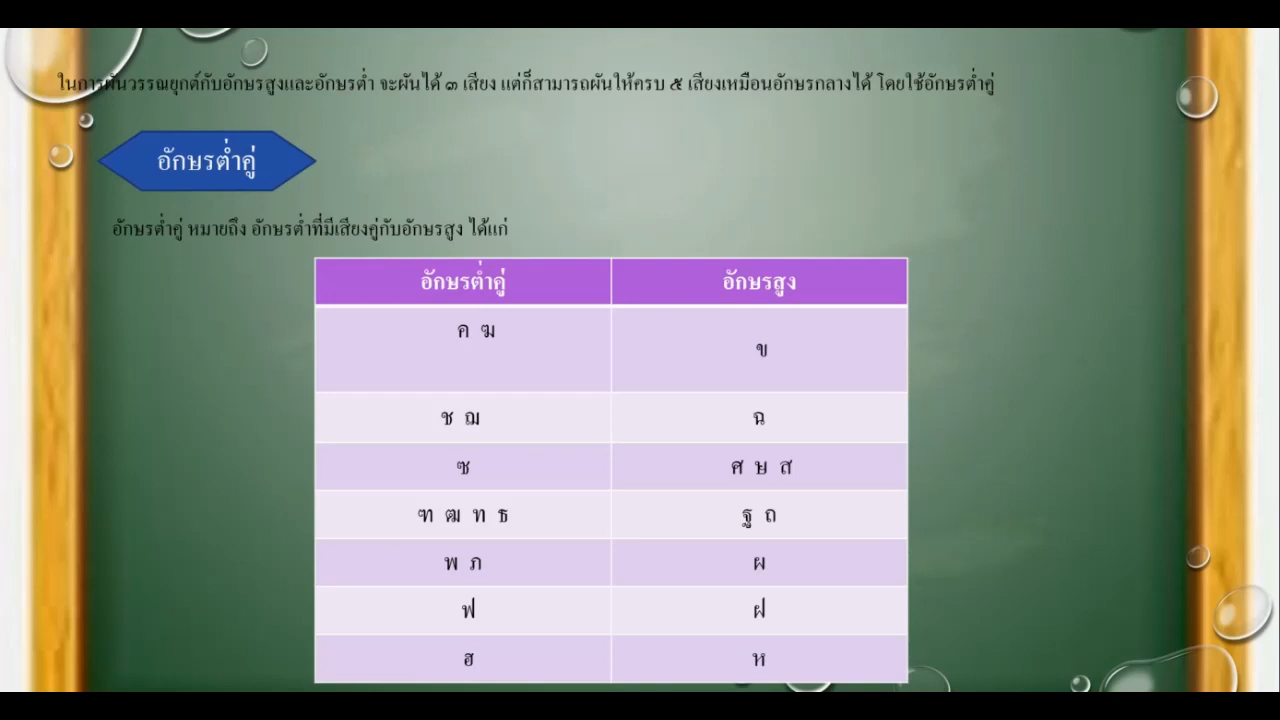 ในการผันวรรณยุกต์กับอักษรสูงและอักษรต่ำ จะผันได้ ๓ เสียง แต่ก็สามารถผันให้ครบ ๕ เสียงเหมือนอักษรกลางได้ โดยใช้อักษรต่ำคู่
อักษรต่ำคู่
อักษรต่ำคู่ หมายถึง อักษรต่ำที่มีเสียงคู่กับอักษรสูง ได้แก่
อักษรต่ำคู่ อักษรสูง
ค ฆ ข
ช ฌ ฉ
ซ ศ ษ ส
ฑ ฒ ท ธ ฐ ถ
พ ภ ผ
ฟ ฝ
ฮ ห